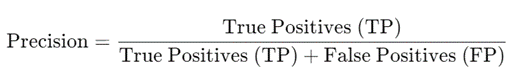 Precision = True Positives (TP) / True Positives (TP) + False Positives (FP)